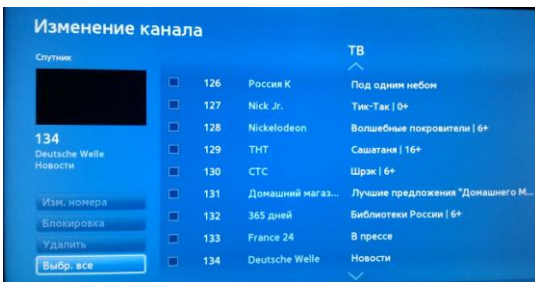 Изменение канала
Спутник
ТВ
134
Deutsche Welle
Новости
Изм. номера
Блокировка
Удалить
Выбр. все
126 Россия К Под одним небом
127 Nick Jr. Тик-Так | 0+
128 Nickelodeon Волшебные покровители | 6+
129 ТНТ Сашатаня | 16+
130 СТС Шрэк | 6+
131 Домашний магаз... Лучшие предложения "Домашнего М...
132 365 дней Библиотеки России | 6+
133 France 24 В прессе
134 Deutsche Welle Новости